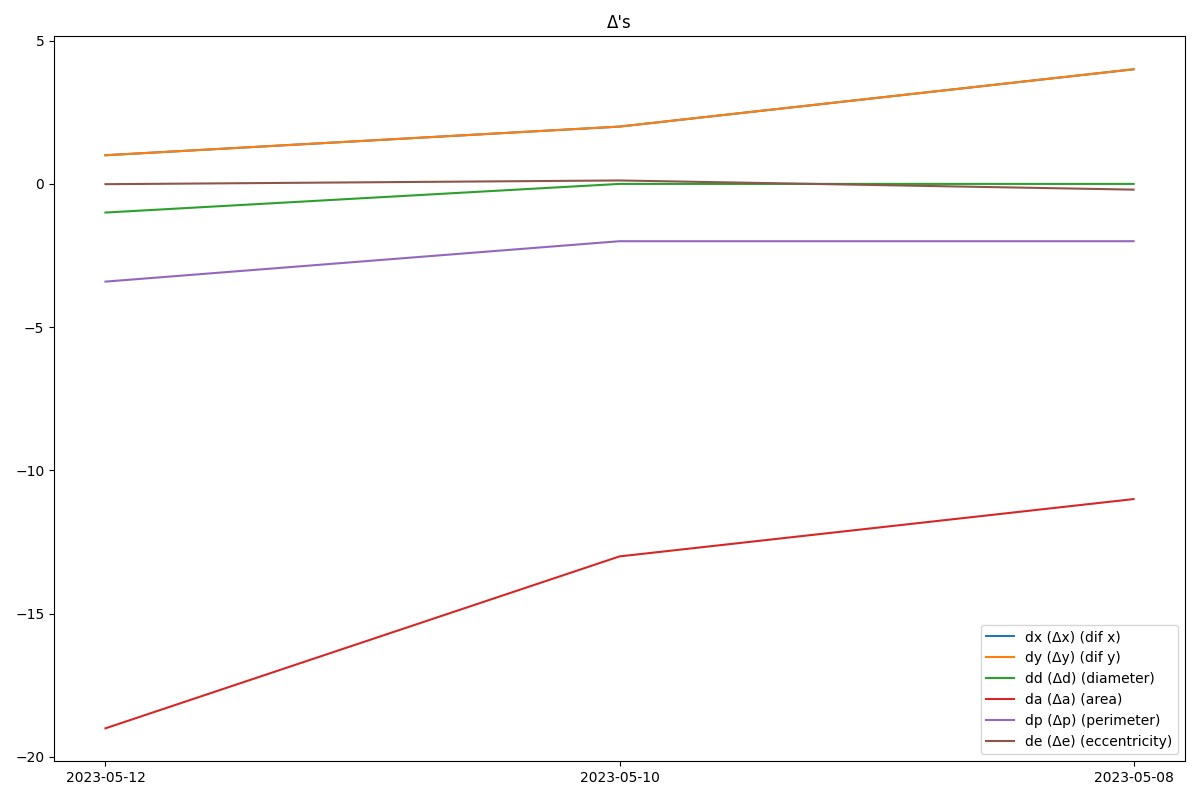 Δ's
5
0
−5
−10
−15
−20
2023-05-12
2023-05-10
2023-05-08
dx (Δx) (dif x)
dy (Δy) (dif y)
dd (Δd) (diameter)
da (Δa) (area)
dp (Δp) (perimeter)
de (Δe) (eccentricity)